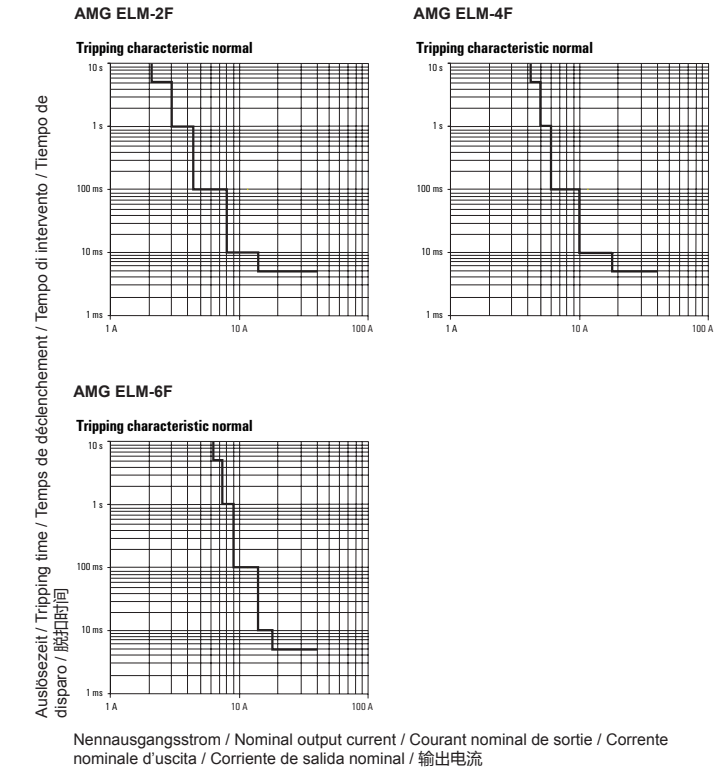 AMG ELM-2F
AMG ELM-4F
Tripping characteristic normal
Tripping characteristic normal
10 s
1 s
100 ms
10 ms
1 ms
1 A
10 A
100 A
10 s
1 s
100 ms
10 ms
1 ms
1 A
10 A
100 A
AMG ELM-6F
Tripping characteristic normal
10 s
1 s
100 ms
10 ms
1 ms
1 A
10 A
100 A
Auslösezeit / Tripping time / Temps de déclenchement / Tempo di intervento / Tiempo de
disparo / 脱扣时间
Nennausgangsstrom / Nominal output current / Courant nominal de sortie / Corrente
nominale d'uscita / Corriente de salida nominal / 输出电流